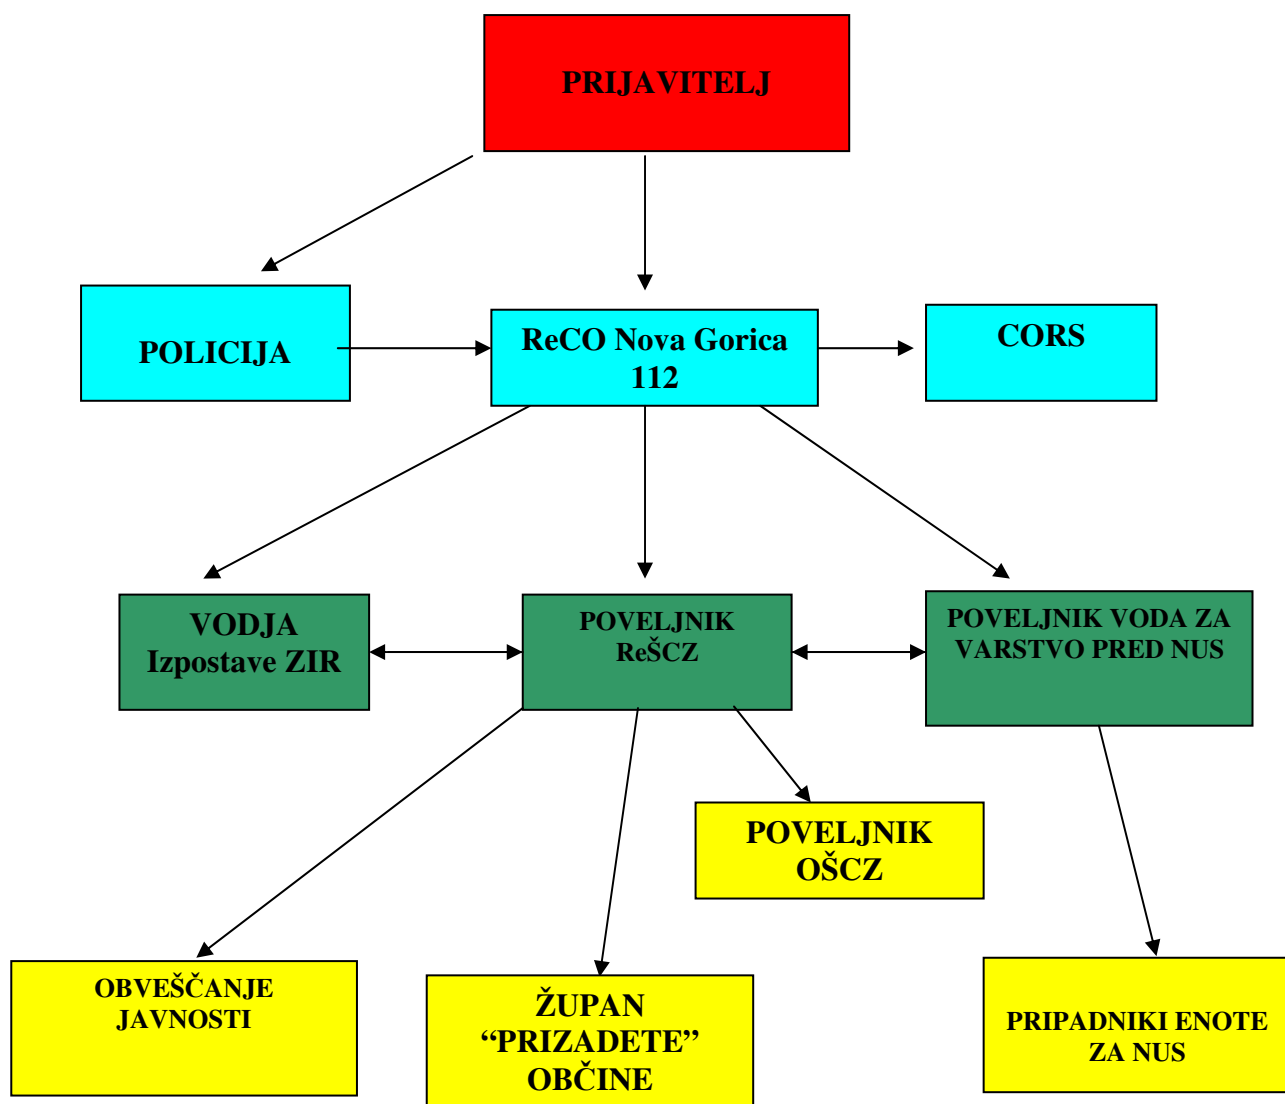 PRIJAVITELJ
POLICIJA
ReCO Nova Gorica
112
CORS
VODJA
Izpostave ZIR
POVELJNIK
ReŠCZ
POVELJNIK VODA ZA
VARSTVO PRED NUS
POVELJNIK
OŠCZ
OBVEŠČANJE
JAVNOSTI
ŽUPAN
“PRIZADETE”
OBČINE
PRIPADNIKI ENOTE
ZA NUS